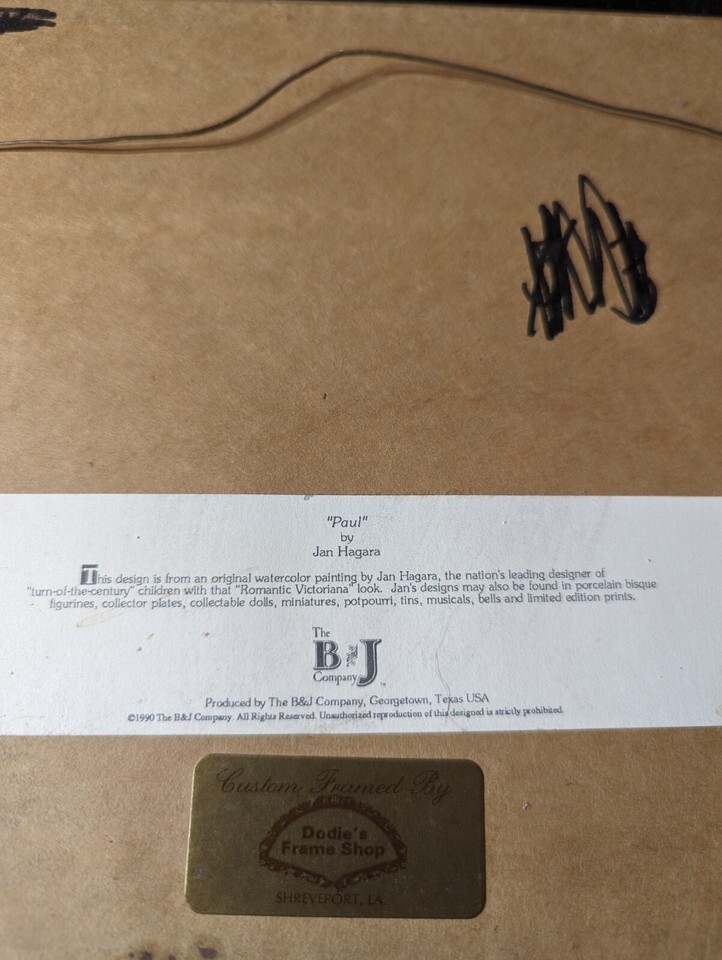 "Paul"
by
Jan Hagara
This design is from an original watercolor painting by Jan Hagara, the nation's leading designer of
"turn-of-the-century" children with that "Romantic Victoriana" look. Jan's designs may also be found in porcelain bisque
figurines, collector plates, collectable dolls, miniatures, potpourri, tins, musicals, bells and limited edition prints.
The
B&J
Company™
Produced by The B&J Company, Georgetown, Texas USA
©1990 The B&J Company. All Rights Reserved. Unauthorized reproduction of this designed is strictly prohibited.
Custom Framed By
Dodie's
Frame Shop
SHREVEPORT, LA.